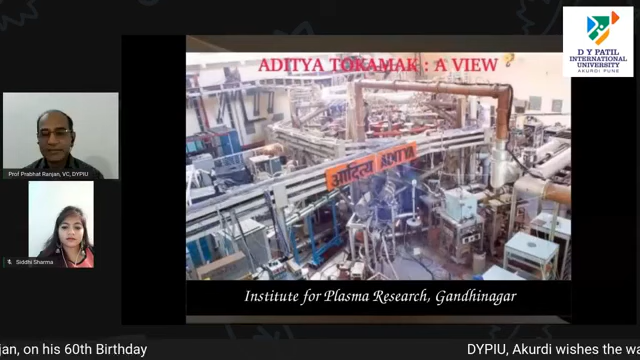 ADITYA TOKAMAK : A VIEW ?
D Y PATIL
INTERNATIONAL
UNIVERSITY
AKURDI PUNE
आदित्य ADITYA
Prof Prabhat Ranjan, VC, DYPIU
Siddhi Sharma
Institute for Plasma Research, Gandhinagar
jan, on his 60th Birthday
DYPIU, Akurdi wishes the wa